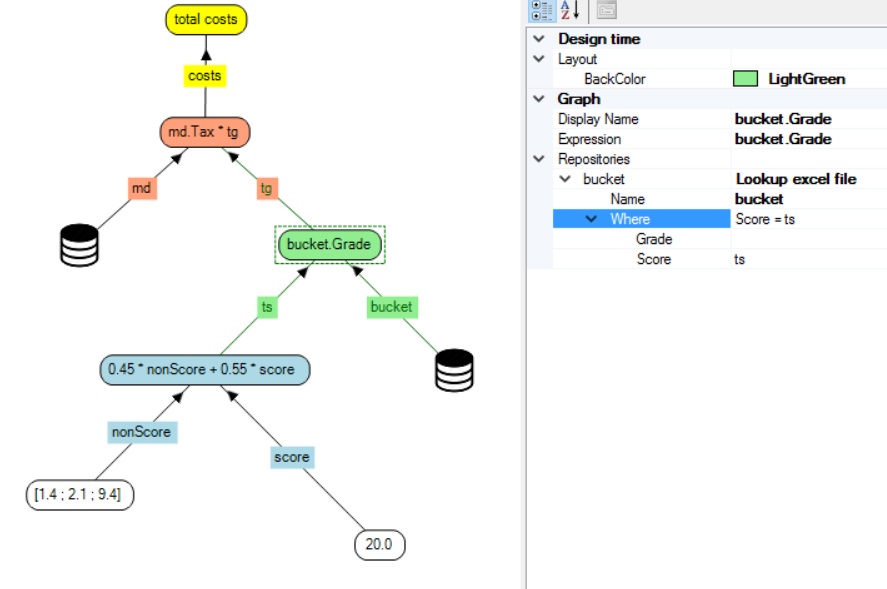 total costs
costs
md.Tax * tg
md
tg
bucket.Grade
ts
bucket
0.45 * nonScore + 0.55 * score
nonScore
score
[1.4 ; 2.1 ; 9.4]
20.0
A
Z
Design time
Layout
BackColor LightGreen
Graph
Display Name bucket.Grade
Expression bucket.Grade
Repositories
bucket Lookup excel file
Name bucket
Where Score = ts
Grade
Score ts